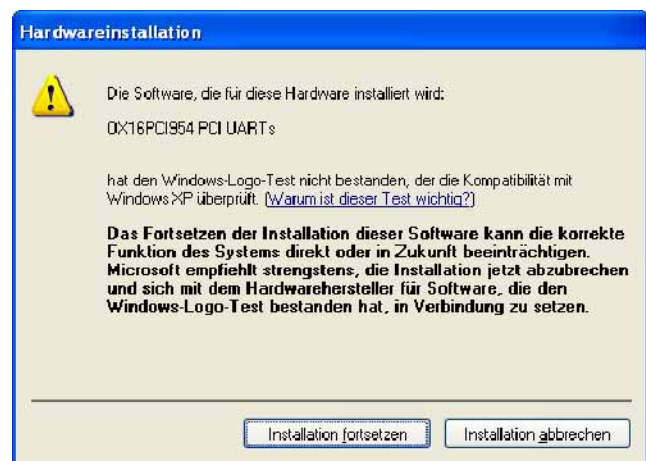 Hardwareinstallation
Die Software, die für diese Hardware installiert wird:
OX16PCI954 PCI UARTs
hat den Windows-Logo-Test nicht bestanden, der die Kompatibilität mit
Windows XP überprüft. (Warum ist dieser Test wichtig?)
Das Fortsetzen der Installation dieser Software kann die korrekte
Funktion des Systems direkt oder in Zukunft beeinträchtigen.
Microsoft empfiehlt strengstens, die Installation jetzt abzubrechen
und sich mit dem Hardwarehersteller für Software, die den
Windows-Logo-Test bestanden hat, in Verbindung zu setzen.
Installation fortsetzen
Installation abbrechen